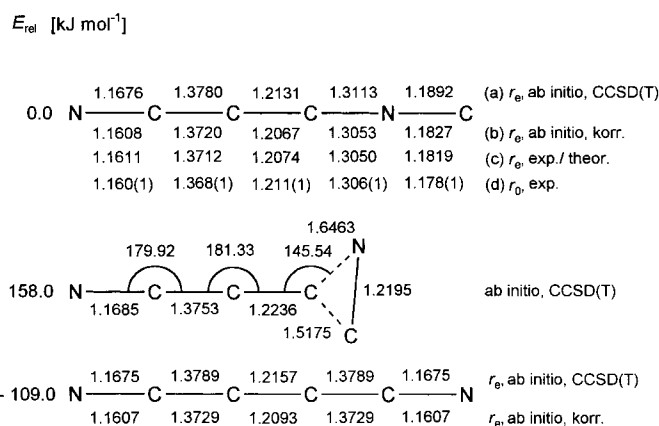 E_rel [kJ mol⁻¹]
1.1676 1.3780 1.2131 1.3113 1.1892 (a) r_e, ab initio, CCSD(T)
0.0 N C C C N C
1.1608 1.3720 1.2067 1.3053 1.1827 (b) r_e, ab initio, korr.
1.1611 1.3712 1.2074 1.3050 1.1819 (c) r_e, exp./ theor.
1.160(1) 1.368(1) 1.211(1) 1.306(1) 1.178(1) (d) r_0, exp.
1.6463
179.92 181.33 145.54 N
158.0 N C C C 1.2195 ab initio, CCSD(T)
1.1685 1.3753 1.2236
1.5175 C
1.1675 1.3789 1.2157 1.3789 1.1675 r_e, ab initio, CCSD(T)
- 109.0 N C C C C N
1.1607 1.3729 1.2093 1.3729 1.1607 r_e, ab initio, korr.